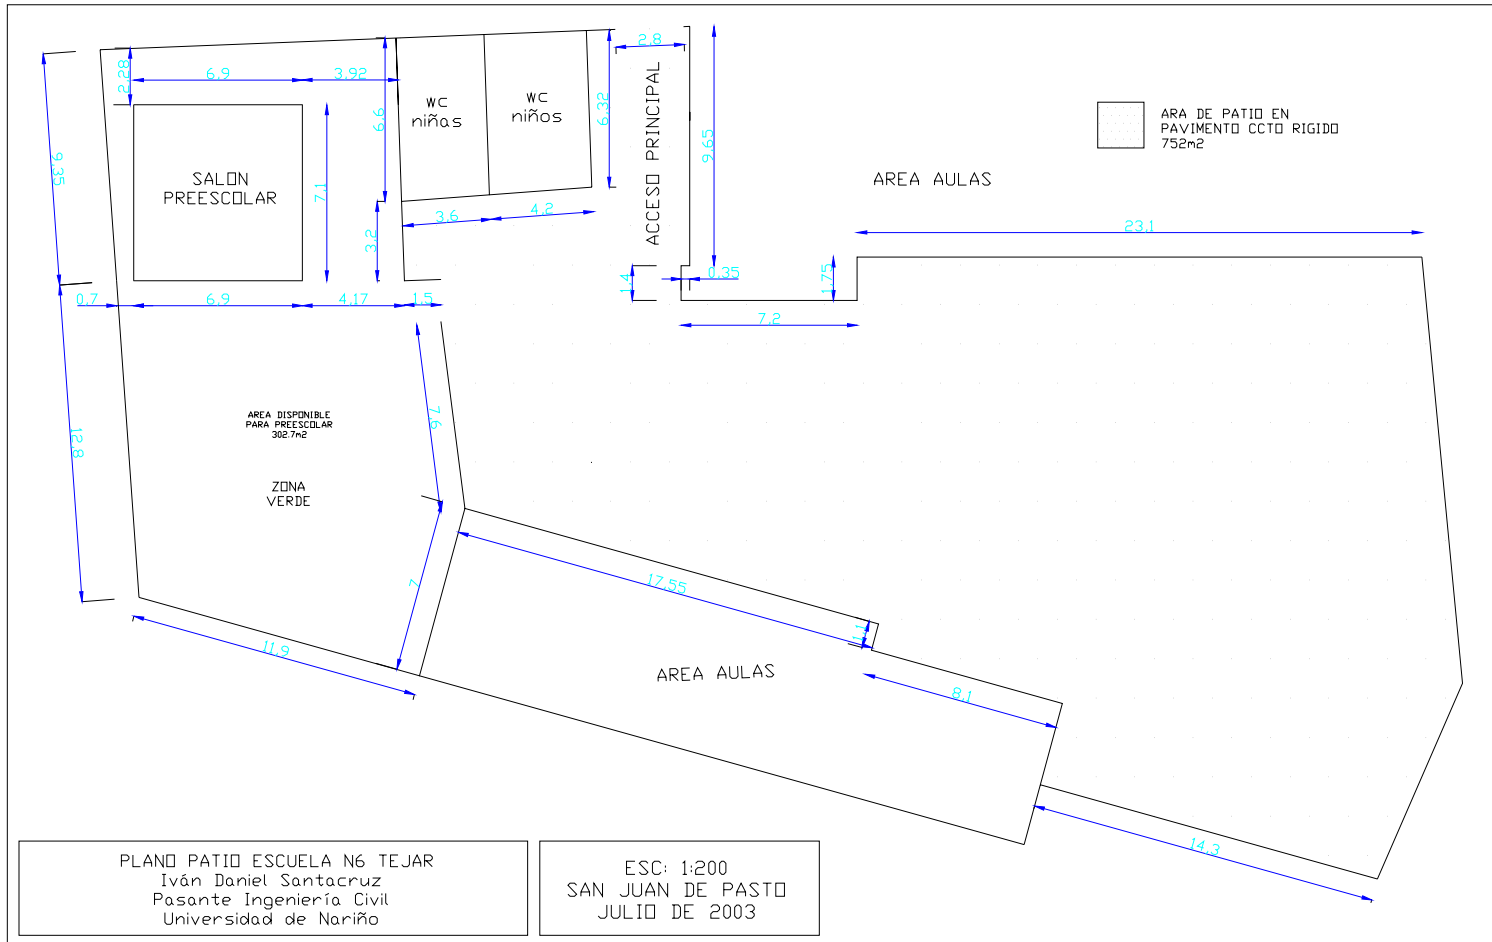 2.8
2.28
6.9
3.92
WC
niñas
WC
niños
6.6
6.32
ACCESO PRINCIPAL
9.65
ARA DE PATIO EN
PAVIMENTO CCTO RIGIDO
752m2
9.35
SALON
PREESCOLAR
7.1
AREA AULAS
3.6
4.2
3.2
23.1
1.4
0.35
1.75
0.7
6.9
4.17
1.5
7.2
AREA DISPONIBLE
PARA PREESCOLAR
302.7m2
7.6
12.8
ZONA
VERDE
7
17.55
1.1
11.9
AREA AULAS
8.1
14.3
PLANO PATIO ESCUELA N6 TEJAR
Iván Daniel Santacruz
Pasante Ingeniería Civil
Universidad de Nariño
ESC: 1:200
SAN JUAN DE PASTO
JULIO DE 2003